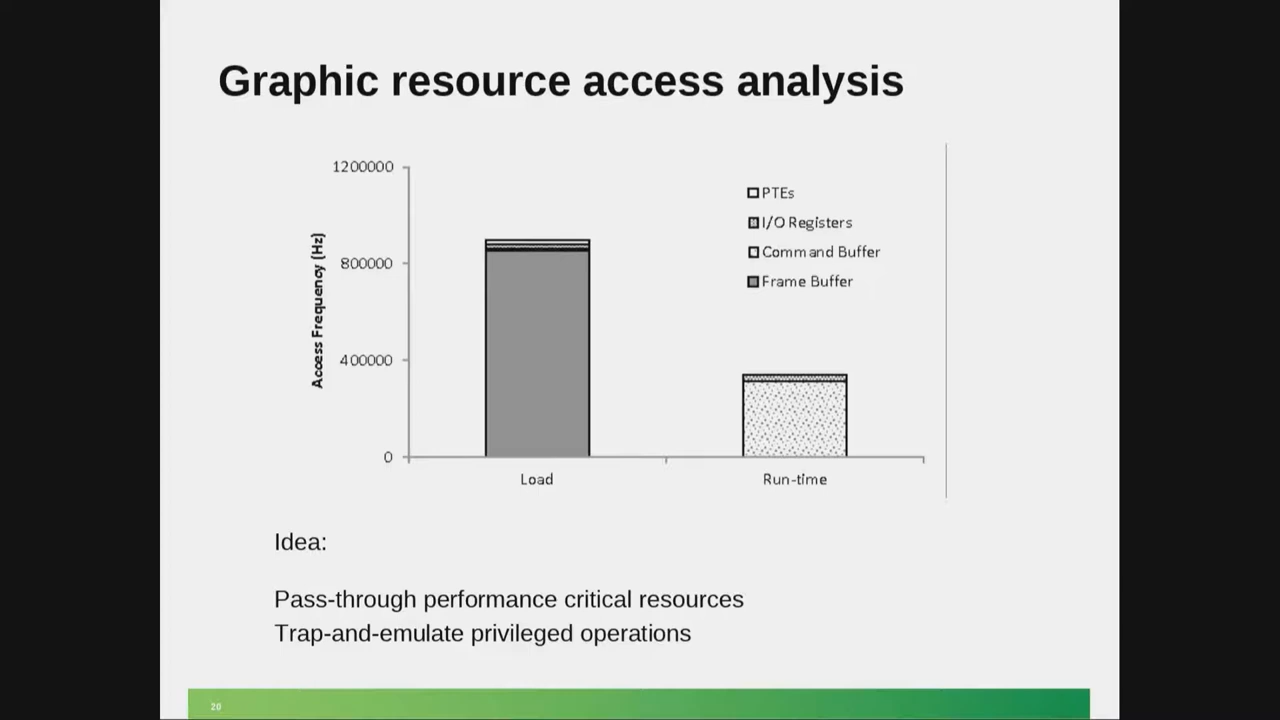 Graphic resource access analysis
1200000
800000
400000
0
Access Frequency (Hz)
PTEs
I/O Registers
Command Buffer
Frame Buffer
Load
Run-time
Idea:
Pass-through performance critical resources
Trap-and-emulate privileged operations
20